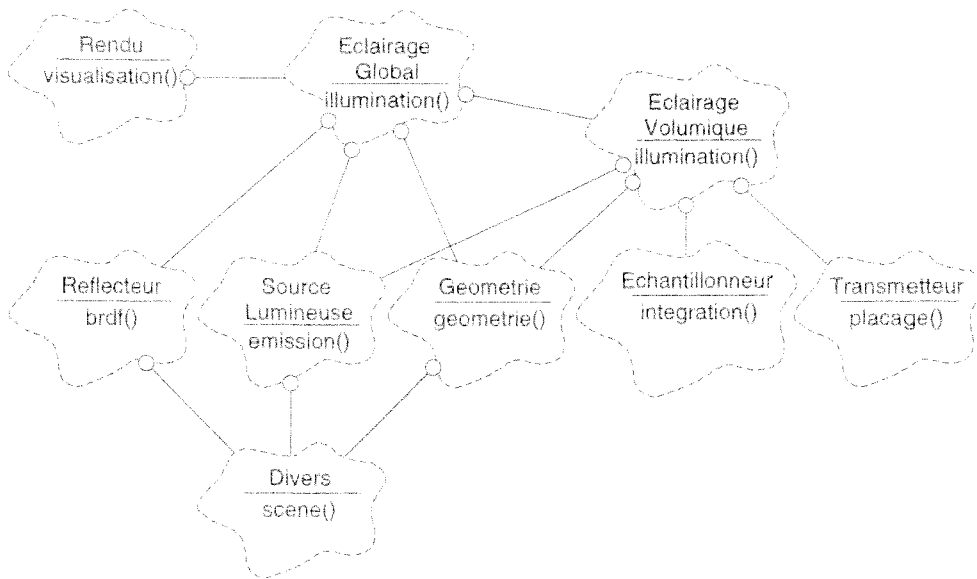 Rendu
visualisation()
Eclairage
Global
illumination()
Eclairage
Volumique
illumination()
Reflecteur
brdf()
Source
Lumineuse
emission()
Geometrie
geometrie()
Echantillonneur
integration()
Transmetteur
placage()
Divers
scene()